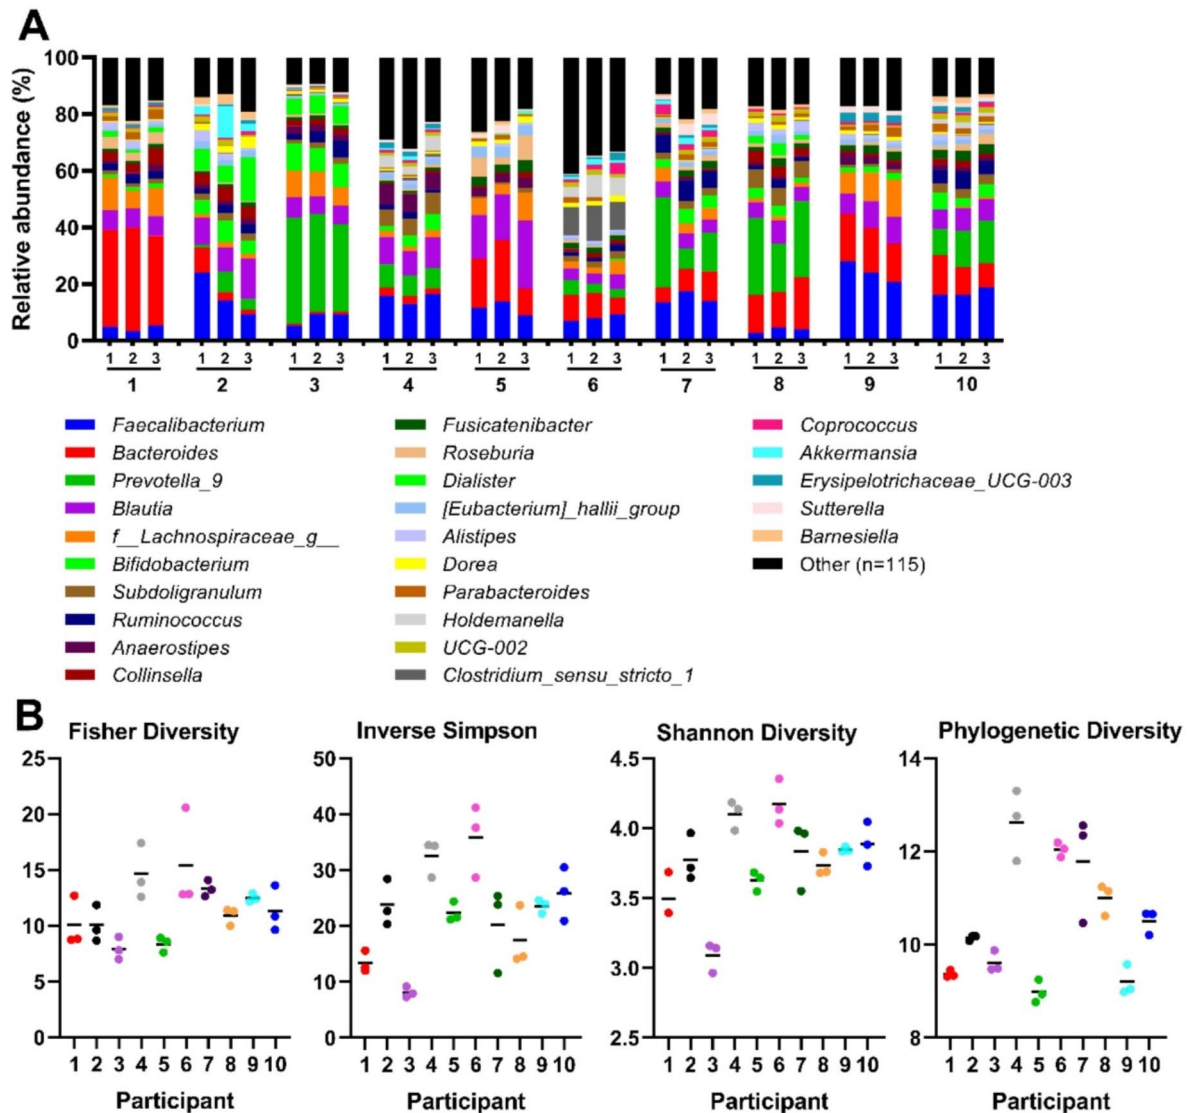 A
Relative abundance (%)
100
80
60
40
20
0
1 2 3 1 2 3 1 2 3 1 2 3 1 2 3 1 2 3 1 2 3 1 2 3 1 2 3 1 2 3
1 2 3 4 5 6 7 8 9 10
Faecalibacterium
Bacteroides
Prevotella_9
Blautia
f__Lachnospiraceae_g__
Bifidobacterium
Subdoligranulum
Ruminococcus
Anaerostipes
Collinsella
Fusicatenibacter
Roseburia
Dialister
[Eubacterium]_hallii_group
Alistipes
Dorea
Parabacteroides
Holdemanella
UCG-002
Clostridium_sensu_stricto_1
Coprococcus
Akkermansia
Erysipelotrichaceae_UCG-003
Sutterella
Barnesiella
Other (n=115)
B
Fisher Diversity
25
20
15
10
5
0
1 2 3 4 5 6 7 8 9 10
Participant
Inverse Simpson
50
40
30
20
10
0
1 2 3 4 5 6 7 8 9 10
Participant
Shannon Diversity
4.5
4.0
3.5
3.0
2.5
1 2 3 4 5 6 7 8 9 10
Participant
Phylogenetic Diversity
14
12
10
8
1 2 3 4 5 6 7 8 9 10
Participant